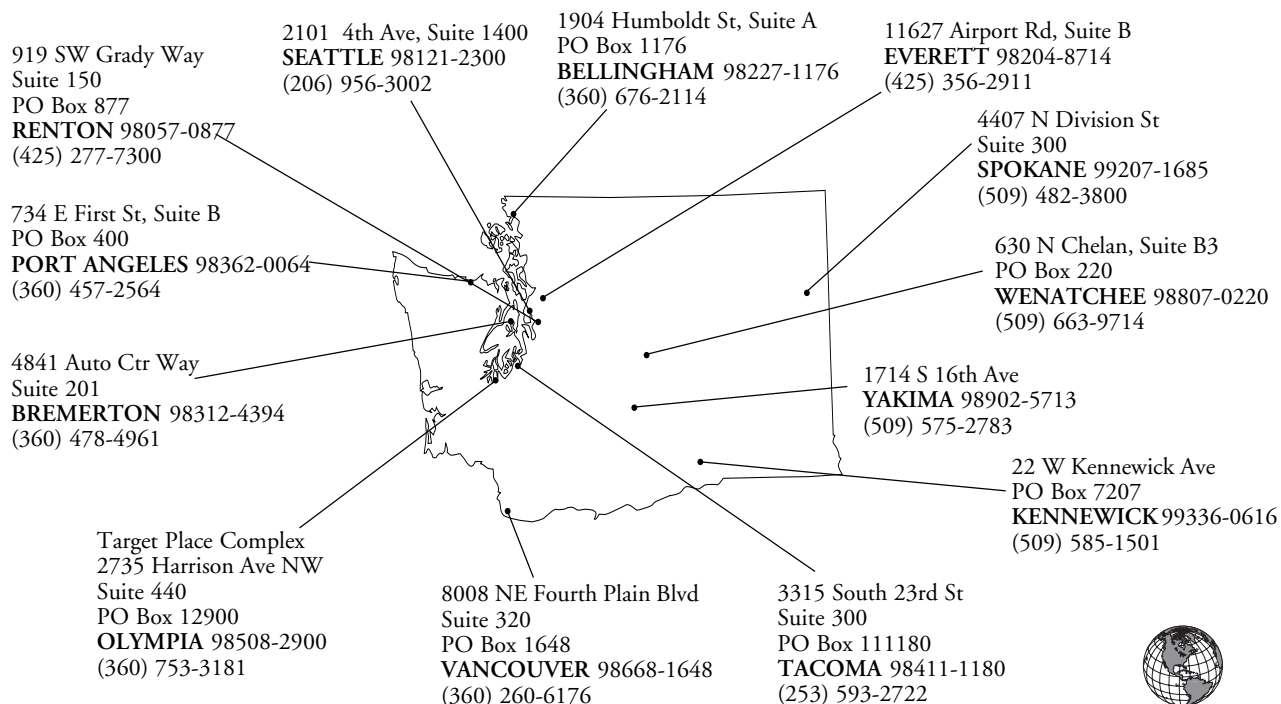 919 SW Grady Way
Suite 150
PO Box 877
RENTON 98057-0877
(425) 277-7300
2101 4th Ave, Suite 1400
SEATTLE 98121-2300
(206) 956-3002
1904 Humboldt St, Suite A
PO Box 1176
BELLINGHAM 98227-1176
(360) 676-2114
11627 Airport Rd, Suite B
EVERETT 98204-8714
(425) 356-2911
4407 N Division St
Suite 300
SPOKANE 99207-1685
(509) 482-3800
734 E First St, Suite B
PO Box 400
PORT ANGELES 98362-0064
(360) 457-2564
630 N Chelan, Suite B3
PO Box 220
WENATCHEE 98807-0220
(509) 663-9714
4841 Auto Ctr Way
Suite 201
BREMERTON 98312-4394
(360) 478-4961
1714 S 16th Ave
YAKIMA 98902-5713
(509) 575-2783
22 W Kennewick Ave
PO Box 7207
KENNEWICK 99336-0616
(509) 585-1501
Target Place Complex
2735 Harrison Ave NW
Suite 440
PO Box 12900
OLYMPIA 98508-2900
(360) 753-3181
8008 NE Fourth Plain Blvd
Suite 320
PO Box 1648
VANCOUVER 98668-1648
(360) 260-6176
3315 South 23rd St
Suite 300
PO Box 111180
TACOMA 98411-1180
(253) 593-2722